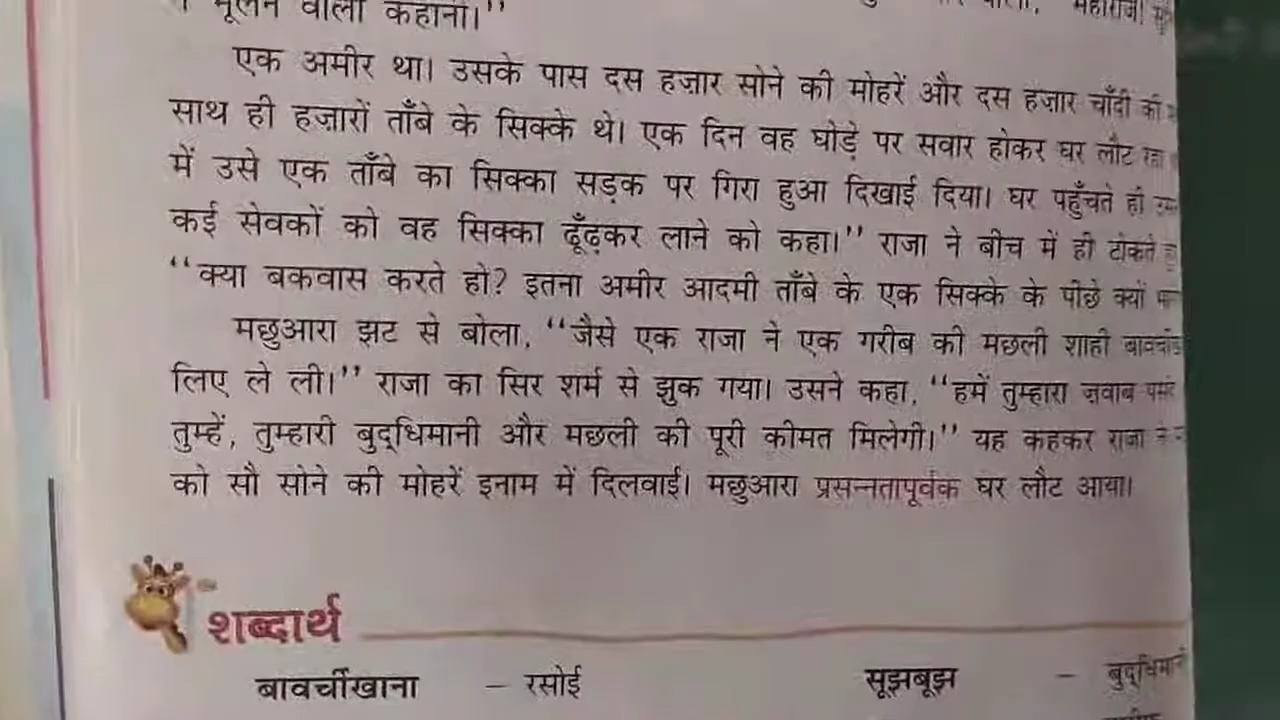 वाली कहानी।''
एक अमीर था। उसके पास दस हज़ार सोने की मोहरें और दस हज़ार चाँदी की
साथ ही हज़ारों ताँबे के सिक्के थे। एक दिन वह घोड़े पर सवार होकर घर लौट रहा
में उसे एक ताँबे का सिक्का सड़क पर गिरा हुआ दिखाई दिया। घर पहुँचते ही
कई सेवकों को वह सिक्का ढूँढ़कर लाने को कहा।'' राजा ने बीच में ही टोकते
''क्या बकवास करते हो? इतना अमीर आदमी ताँबे के एक सिक्के के पीछे क्यों
मछुआरा झट से बोला, ''जैसे एक राजा ने एक गरीब की मछली शाही
लिए ले ली।'' राजा का सिर शर्म से झुक गया। उसने कहा, ''हमें तुम्हारा ज़वाब
तुम्हें, तुम्हारी बुद्धिमानी और मछली की पूरी कीमत मिलेगी।'' यह कहकर राजा ने
को सौ सोने की मोहरें इनाम में दिलवाई। मछुआरा प्रसन्नतापूर्वक घर लौट आया।
शब्दार्थ
बावर्चीखाना – रसोई सूझबूझ – बुद्धिमानी